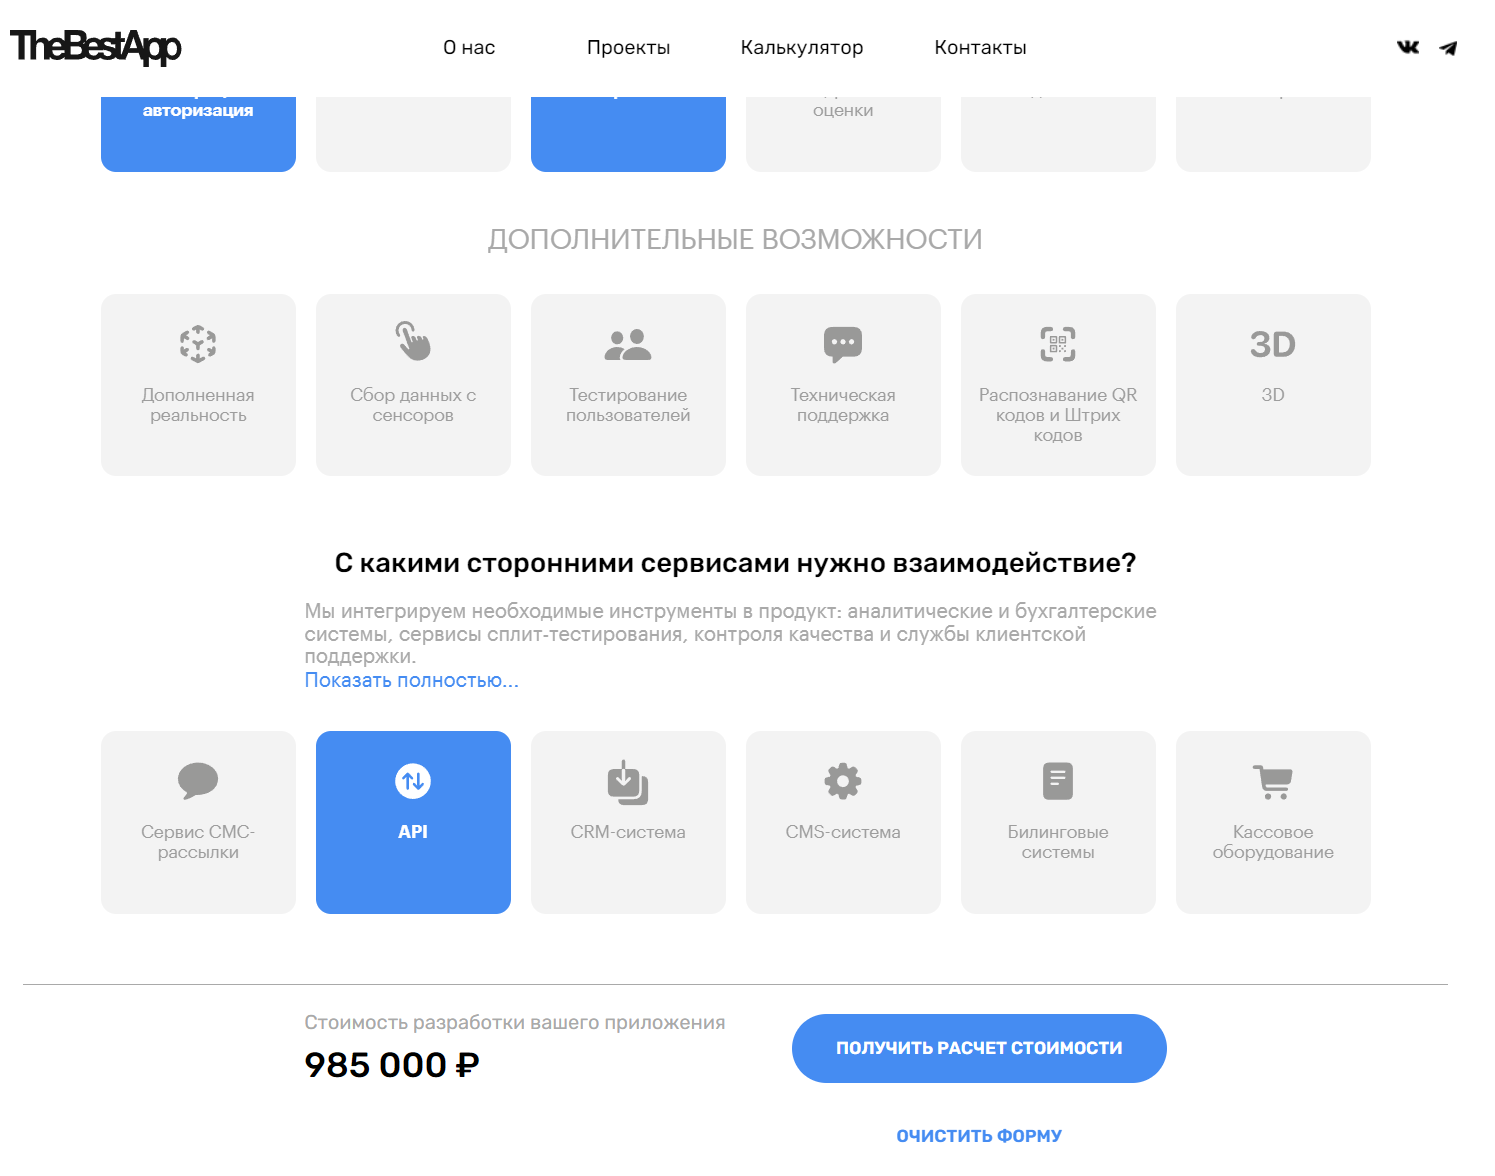 TheBestApp
О нас
Проекты
Калькулятор
Контакты
авторизация
оценки
ДОПОЛНИТЕЛЬНЫЕ ВОЗМОЖНОСТИ
3D
Дополненная
реальность
Сбор данных с
сенсоров
Тестирование
пользователей
Техническая
поддержка
Распознавание QR
кодов и Штрих
кодов
3D
С какими сторонними сервисами нужно взаимодействие?
Мы интегрируем необходимые инструменты в продукт: аналитические и бухгалтерские
системы, сервисы сплит-тестирования, контроля качества и службы клиентской
поддержки.
Показать полностью...
Сервис СМС-
рассылки
API
CRM-система
CMS-система
Билинговые
системы
Кассовое
оборудование
Стоимость разработки вашего приложения
985 000 ₽
ПОЛУЧИТЬ РАСЧЕТ СТОИМОСТИ
ОЧИСТИТЬ ФОРМУ